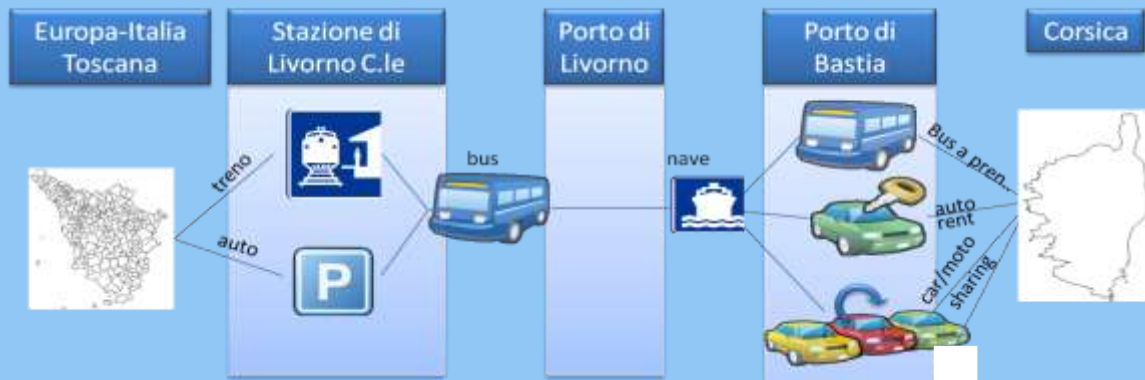 Europa-Italia
Toscana
Stazione di
Livorno C.le
Porto di
Livorno
Porto di
Bastia
Corsica
treno
auto
P
bus
nave
Bus a pren...
auto
rent
car/moto
sharing